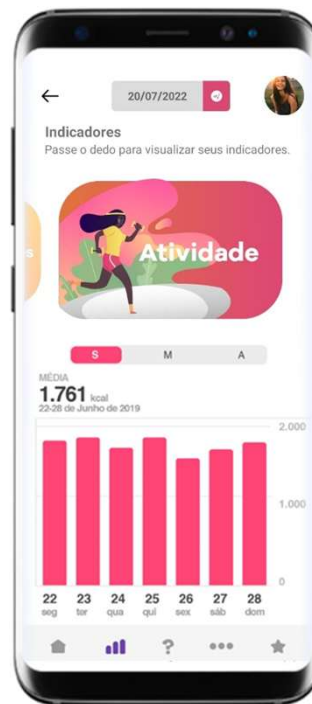 20/07/2022
Indicadores
Passe o dedo para visualizar seus indicadores.
s
Atividade
S M A
MÉDIA
1.761 kcal
22-28 de Junho de 2019
2.000
1.000
0
22 23 24 25 26 27 28
seg ter qua qui sex sáb dom
?